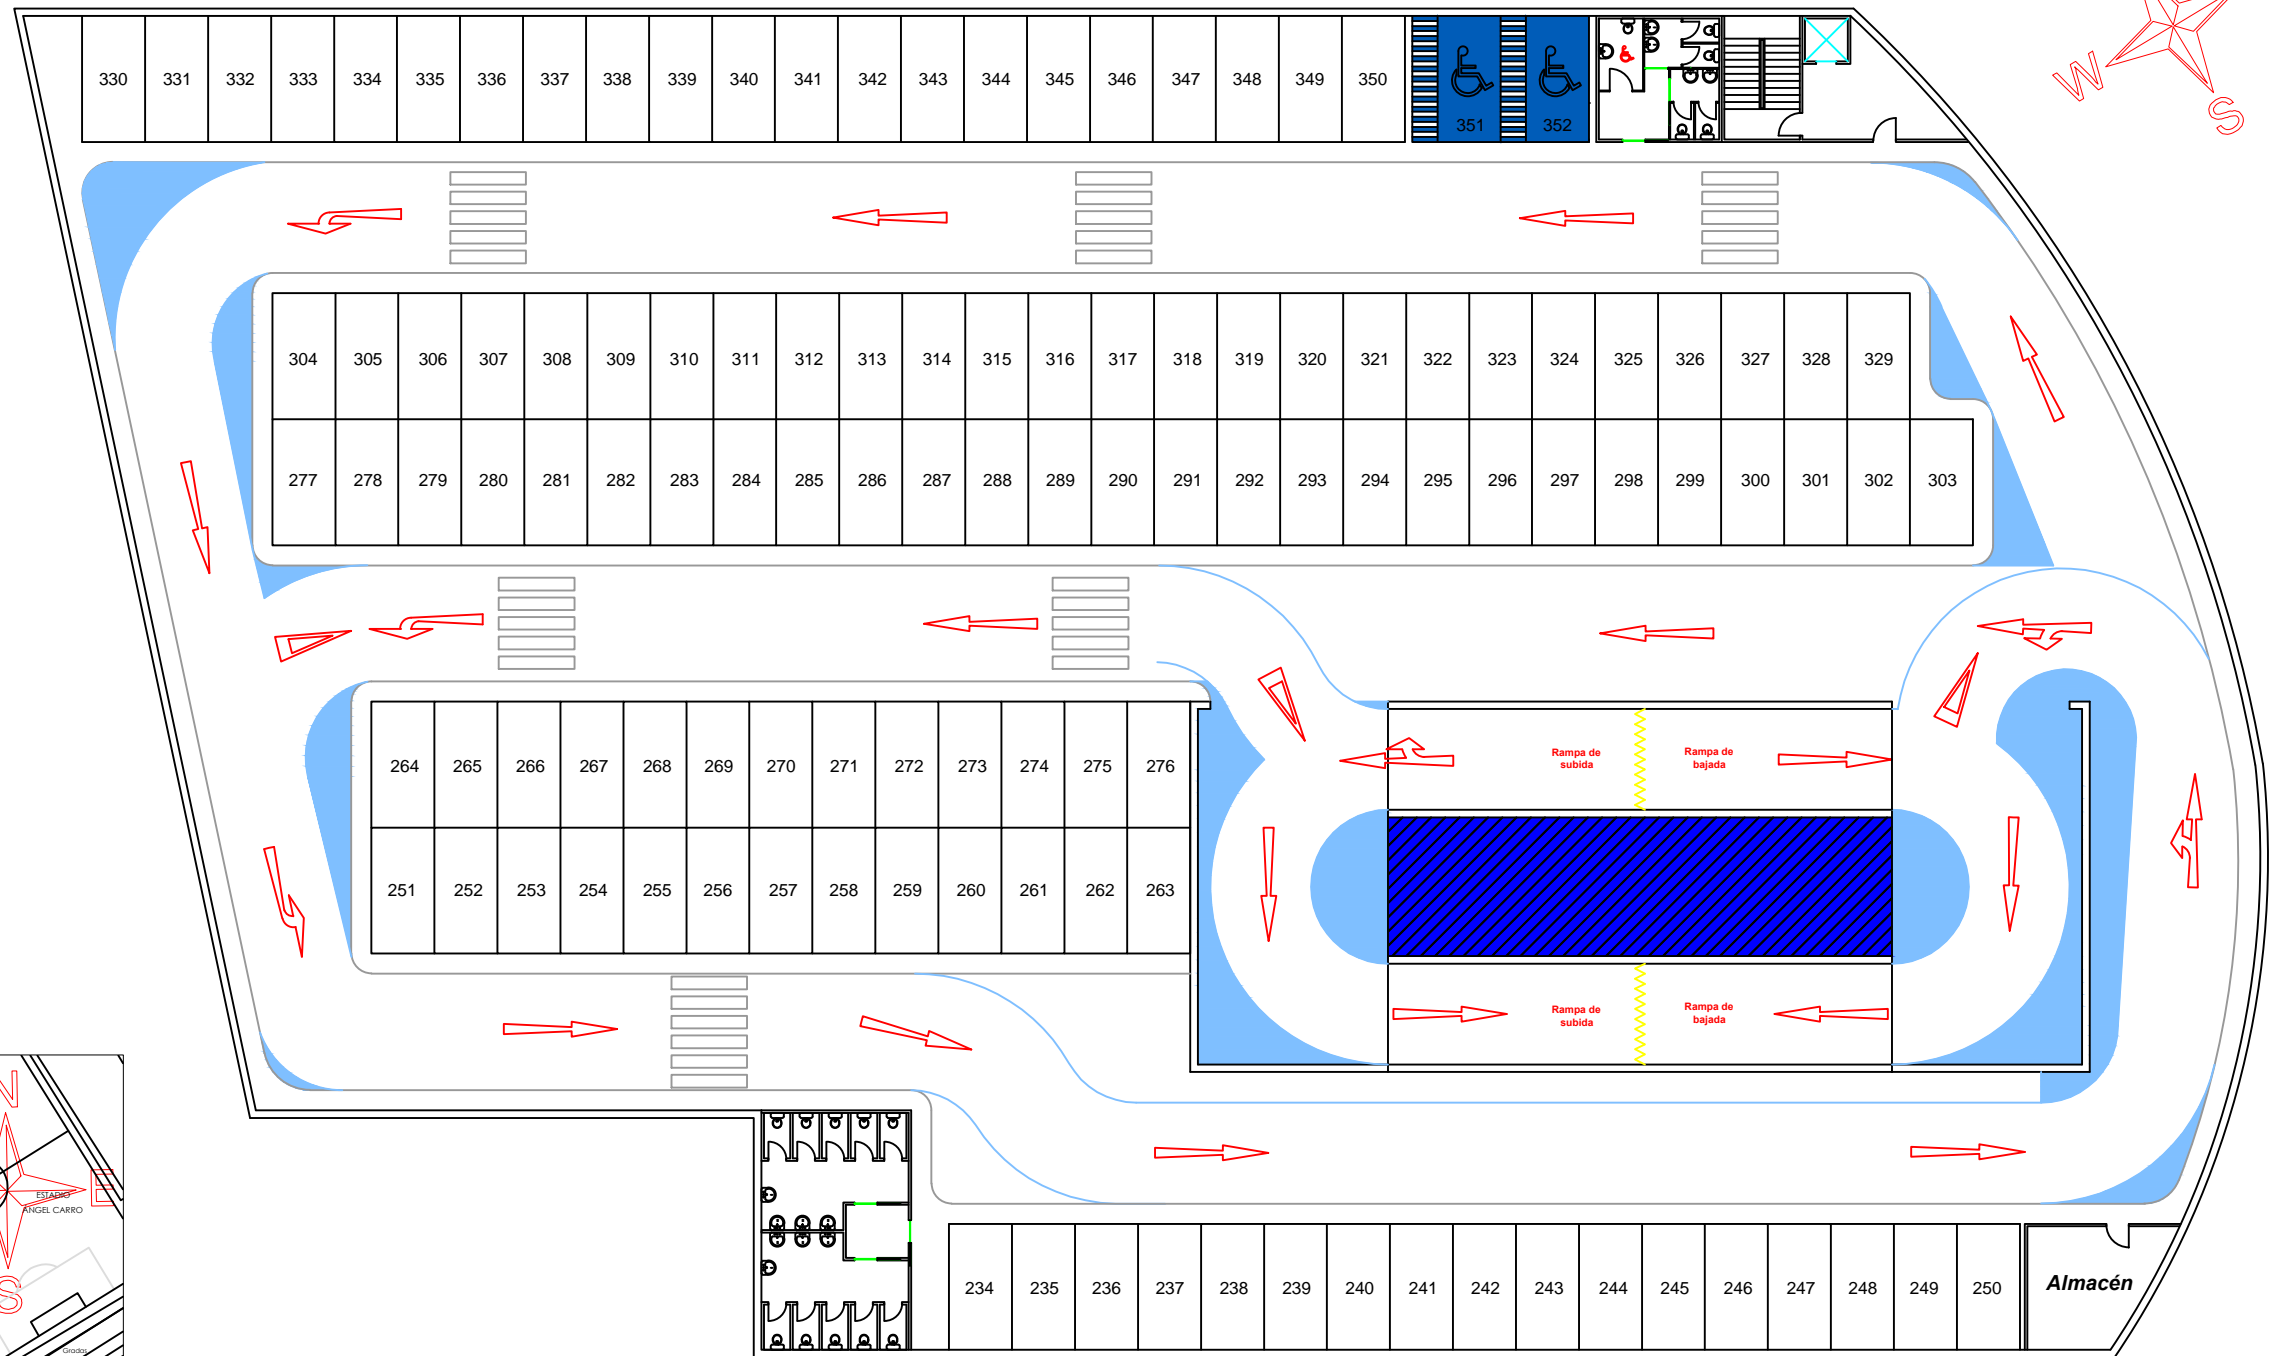 330 331 332 333 334 335 336 337 338 339 340 341 342 343 344 345 346 347 348 349 350 351 352
W
S
304 305 306 307 308 309 310 311 312 313 314 315 316 317 318 319 320 321 322 323 324 325 326 327 328 329
277 278 279 280 281 282 283 284 285 286 287 288 289 290 291 292 293 294 295 296 297 298 299 300 301 302 303
264 265 266 267 268 269 270 271 272 273 274 275 276
Rampa de
subida
Rampa de
bajada
251 252 253 254 255 256 257 258 259 260 261 262 263
Rampa de
subida
Rampa de
bajada
N
E
ESTADIO
ANGEL CARRO
S
Gradas
234 235 236 237 238 239 240 241 242 243 244 245 246 247 248 249 250
Almacén